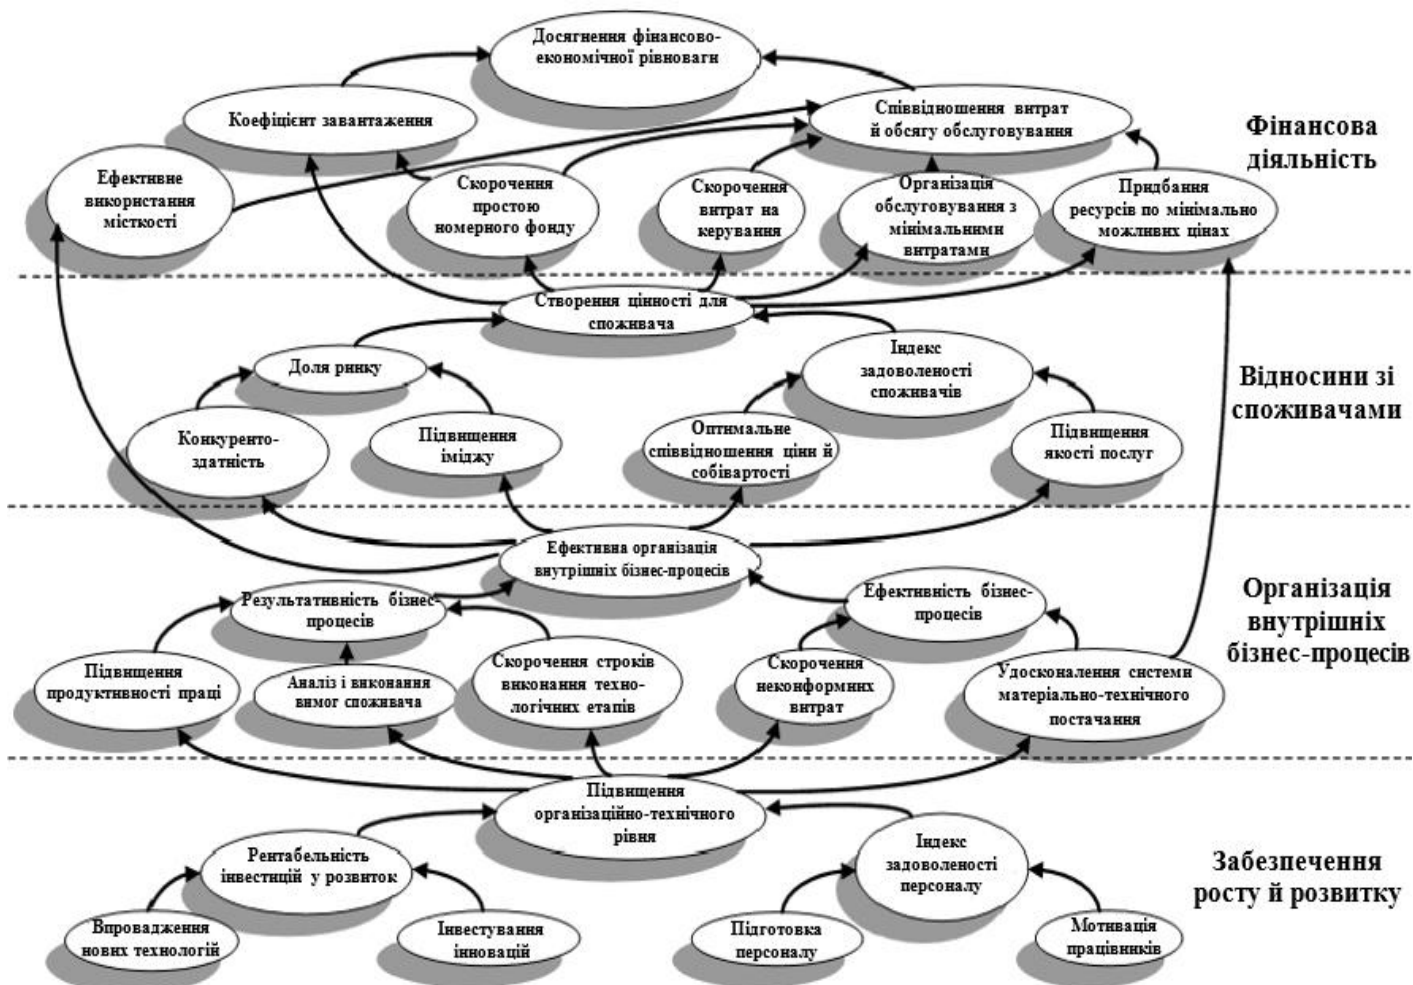 Досягнення фінансово-
економічної рівноваги
Коефіцієнт завантаження
Співвідношення витрат
й обсягу обслуговування
Фінансова
діяльність
Ефективне
використання
місткості
Скорочення
простою
номерного фонду
Скорочення
витрат на
керування
Організація
обслуговування з
мінімальними
витратами
Придбання
ресурсів по мінімально
можливих цінах
Створення цінності для
споживача
Доля ринку
Індекс
задоволеності
споживачів
Відносини зі
споживачами
Конкуренто-
здатність
Підвищення
іміджу
Оптимальне
співвідношення ціни й
собівартості
Підвищення
якості послуг
Ефективна організація
внутрішніх бізнес-процесів
Результативність бізнес-
процесів
Ефективність бізнес-
процесів
Організація
внутрішніх
бізнес-процесів
Підвищення
продуктивності праці
Аналіз і виконання
вимог споживача
Скорочення строків
виконання техно-
логічних етапів
Скорочення
неконформних
витрат
Удосконалення системи
матеріально-технічного
постачання
Підвищення
організаційно-технічного
рівня
Рентабельність
інвестицій у розвиток
Індекс
задоволеності
персоналу
Забезпечення
росту й розвитку
Впровадження
нових технологій
Інвестування
інновацій
Підготовка
персоналу
Мотивація
працівників